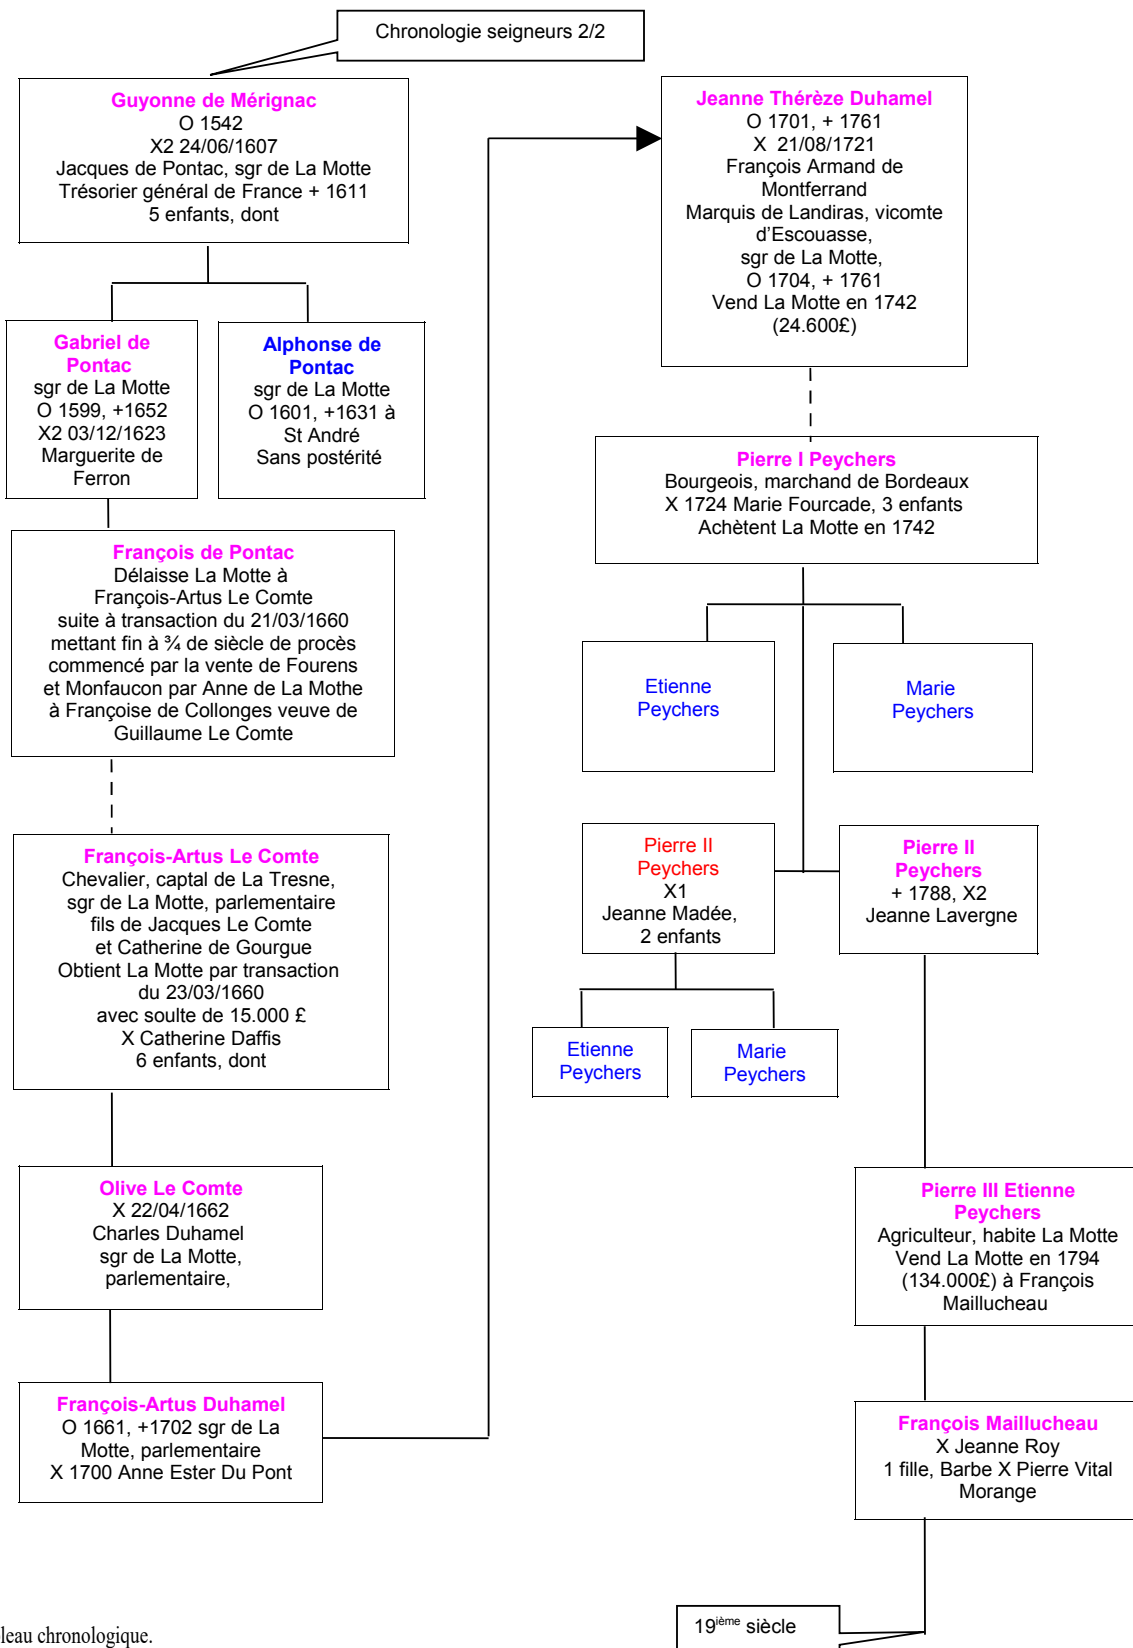 Chronologie seigneurs 2/2
Guyonne de Mérignac
O 1542
X2 24/06/1607
Jacques de Pontac, sgr de La Motte
Trésorier général de France + 1611
5 enfants, dont
Gabriel de
Pontac
sgr de La Motte
O 1599, +1652
X2 03/12/1623
Marguerite de
Ferron
Alphonse de
Pontac
sgr de La Motte
O 1601, +1631 à
St André
Sans postérité
François de Pontac
Délaisse La Motte à
François-Artus Le Comte
suite à transaction du 21/03/1660
mettant fin à ¾ de siècle de procès
commencé par la vente de Fourens
et Monfaucon par Anne de La Mothe
à Françoise de Collonges veuve de
Guillaume Le Comte
François-Artus Le Comte
Chevalier, captal de La Tresne,
sgr de La Motte, parlementaire
fils de Jacques Le Comte
et Catherine de Gourgue
Obtient La Motte par transaction
du 23/03/1660
avec soulte de 15.000 £
X Catherine Daffis
6 enfants, dont
Olive Le Comte
X 22/04/1662
Charles Duhamel
sgr de La Motte,
parlementaire,
François-Artus Duhamel
O 1661, +1702 sgr de La
Motte, parlementaire
X 1700 Anne Ester Du Pont
Jeanne Thérèze Duhamel
O 1701, + 1761
X  21/08/1721
François Armand de
Montferrand
Marquis de Landiras, vicomte
d'Escouasse,
sgr de La Motte,
O 1704, + 1761
Vend La Motte en 1742
(24.600£)
Pierre I Peychers
Bourgeois, marchand de Bordeaux
X 1724 Marie Fourcade, 3 enfants
Achètent La Motte en 1742
Etienne
Peychers
Marie
Peychers
Pierre II
Peychers
X1
Jeanne Madée,
2 enfants
Pierre II
Peychers
+ 1788, X2
Jeanne Lavergne
Etienne
Peychers
Marie
Peychers
Pierre III Etienne
Peychers
Agriculteur, habite La Motte
Vend La Motte en 1794
(134.000£) à François
Maillucheau
François Maillucheau
X Jeanne Roy
1 fille, Barbe X Pierre Vital
Morange
19ième siècle
leau chronologique.